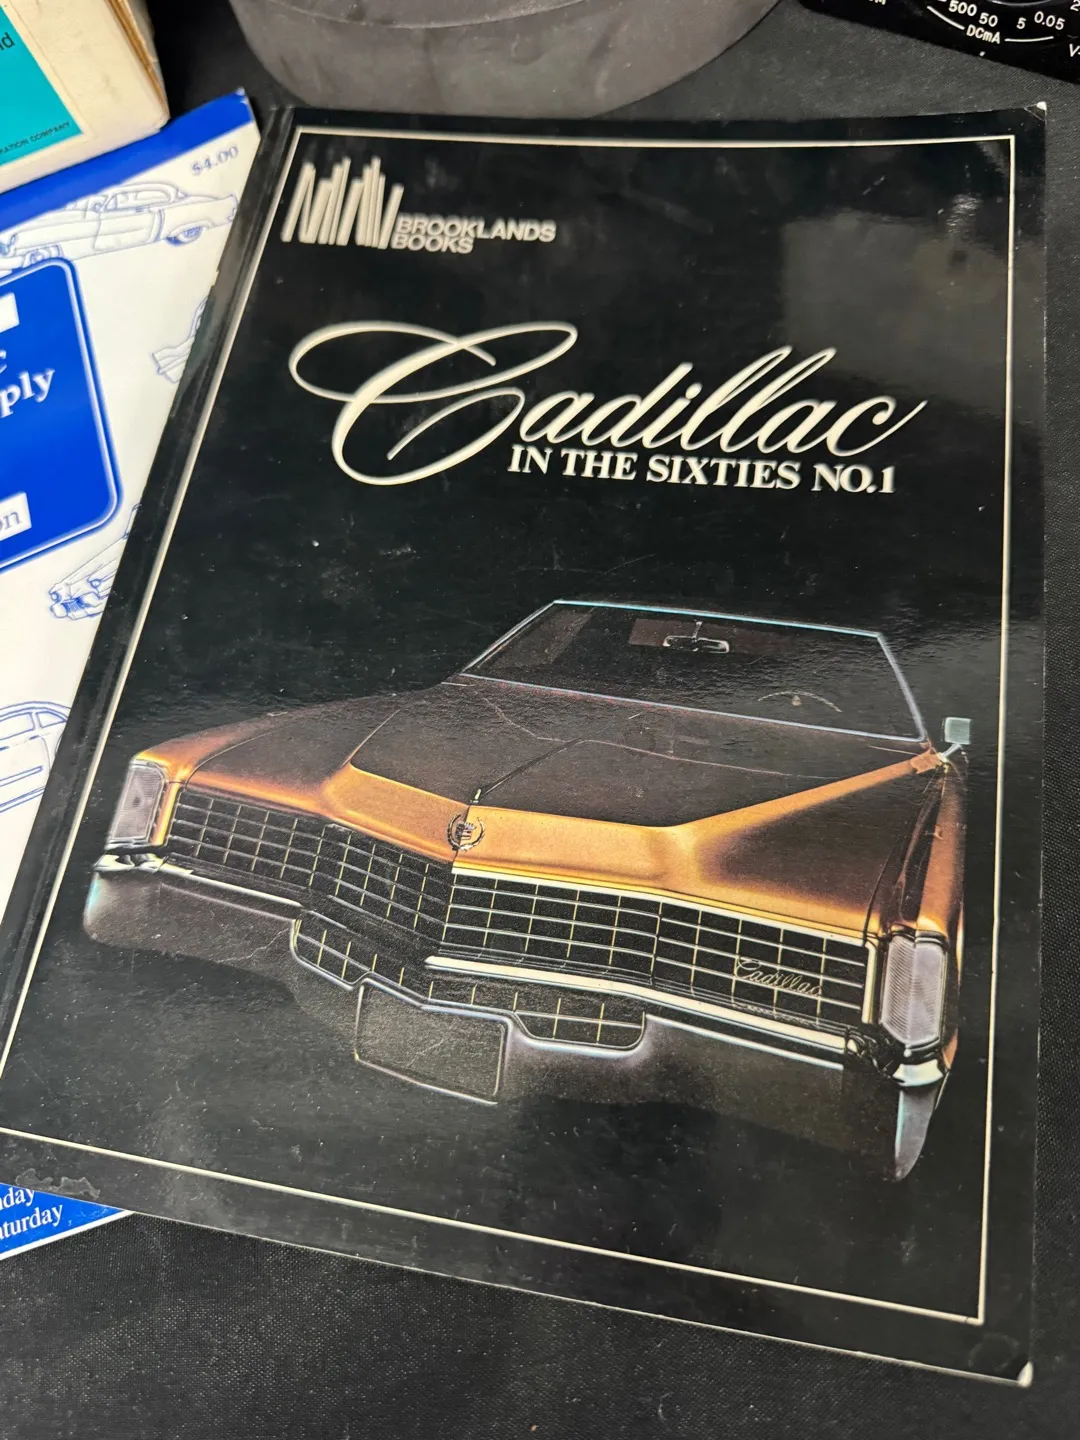 500 50 5 0.05
DCmA
$4.00
BROOKLANDS
BOOKS
Cadillac
IN THE SIXTIES NO.1
Cadillac
ply
on
day
aturday